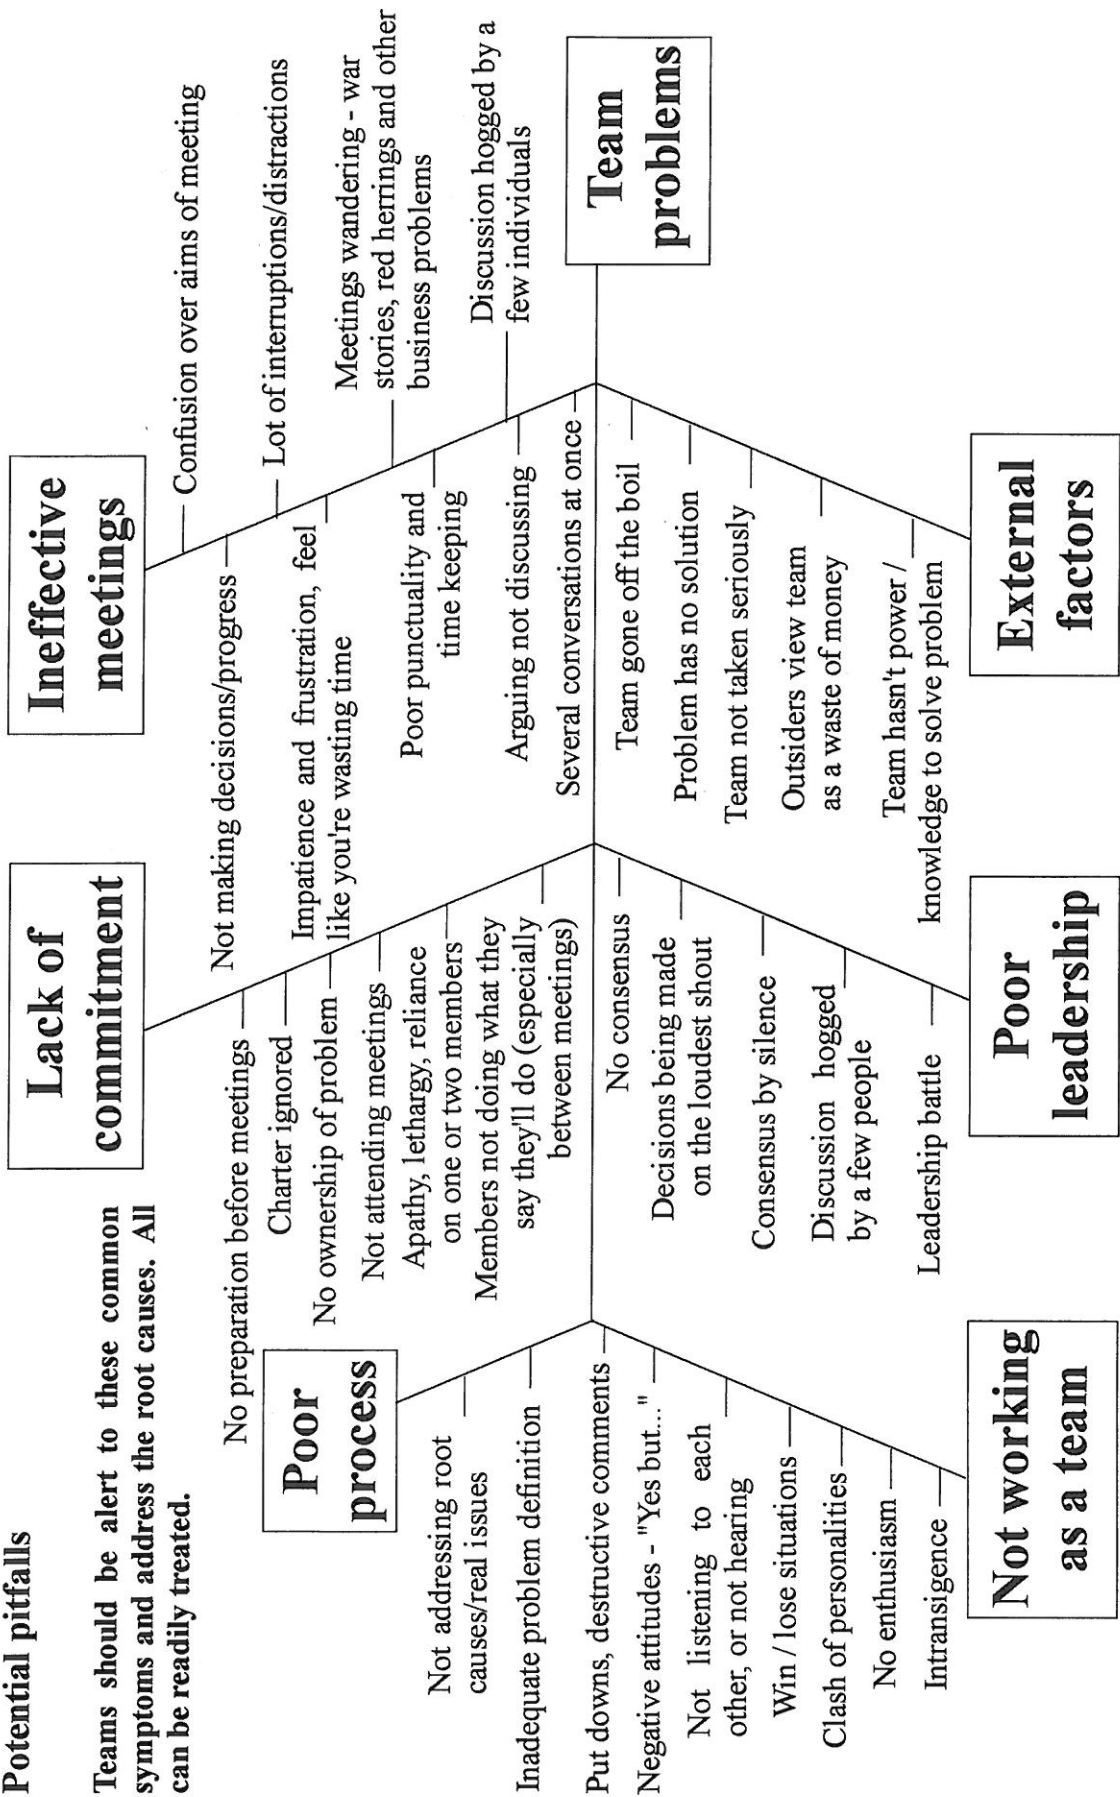 Potential pitfalls
Teams should be alert to these common
symptoms and address the root causes. All
can be readily treated.
Poor
process
Not addressing root
causes/real issues
Inadequate problem definition
Lack of
commitment
No preparation before meetings
Charter ignored
No ownership of problem
Not attending meetings
Apathy, lethargy, reliance
on one or two members
Members not doing what they
say they'll do (especially
between meetings)
Ineffective
meetings
Confusion over aims of meeting
Not making decisions/progress
Lot of interruptions/distractions
Impatience and frustration, feel
like you're wasting time
Meetings wandering - war
stories, red herrings and other
business problems
Poor punctuality and
time keeping
Discussion hogged by a
few individuals
Arguing not discussing
Several conversations at once
Team
problems
Put downs, destructive comments
Negative attitudes - "Yes but..."
Not listening to each
other, or not hearing
Win / lose situations
Clash of personalities
No enthusiasm
Intransigence
Not working
as a team
No consensus
Decisions being made
on the loudest shout
Consensus by silence
Discussion hogged
by a few people
Leadership battle
Poor
leadership
Team gone off the boil
Problem has no solution
Team not taken seriously
Outsiders view team
as a waste of money
Team hasn't power /
knowledge to solve problem
External
factors